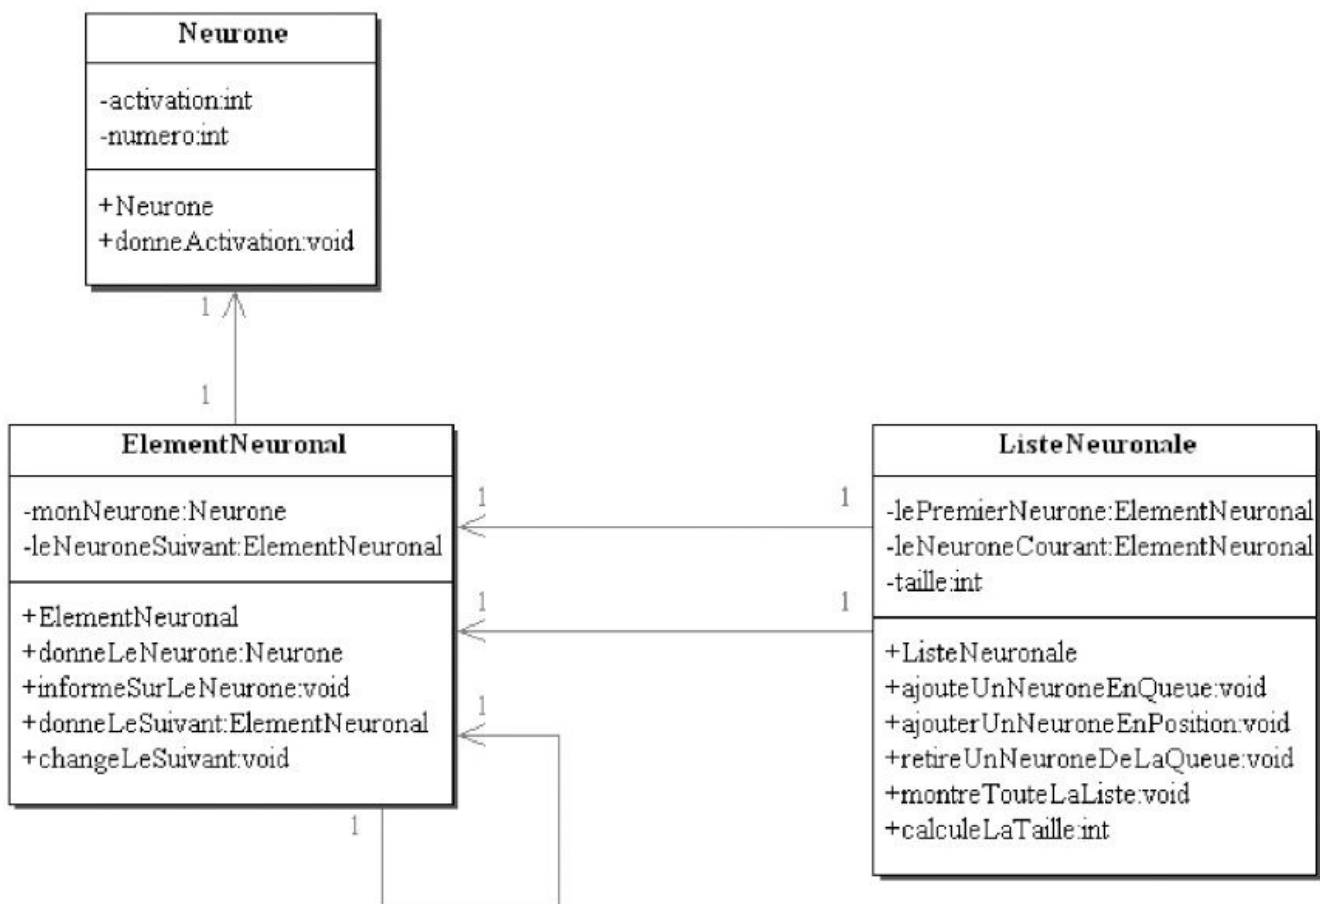 Neurone
-activation:int
-numero:int
+Neurone
+donneActivation:void
1
1
ElementNeuronal
-monNeurone:Neurone
-leNeuroneSuivant:ElementNeuronal
+ElementNeuronal
+donneLeNeurone:Neurone
+informeSurLeNeurone:void
+donneLeSuivant:ElementNeuronal
+changeLeSuivant:void
1 1
1 1
1
1
ListeNeuronale
-lePremierNeurone:ElementNeuronal
-leNeuroneCourant:ElementNeuronal
-taille:int
+ListeNeuronale
+ajouteUnNeuroneEnQueue:void
+ajouterUnNeuroneEnPosition:void
+retireUnNeuroneDeLaQueue:void
+montreTouteLaListe:void
+calculeLaTaille:int